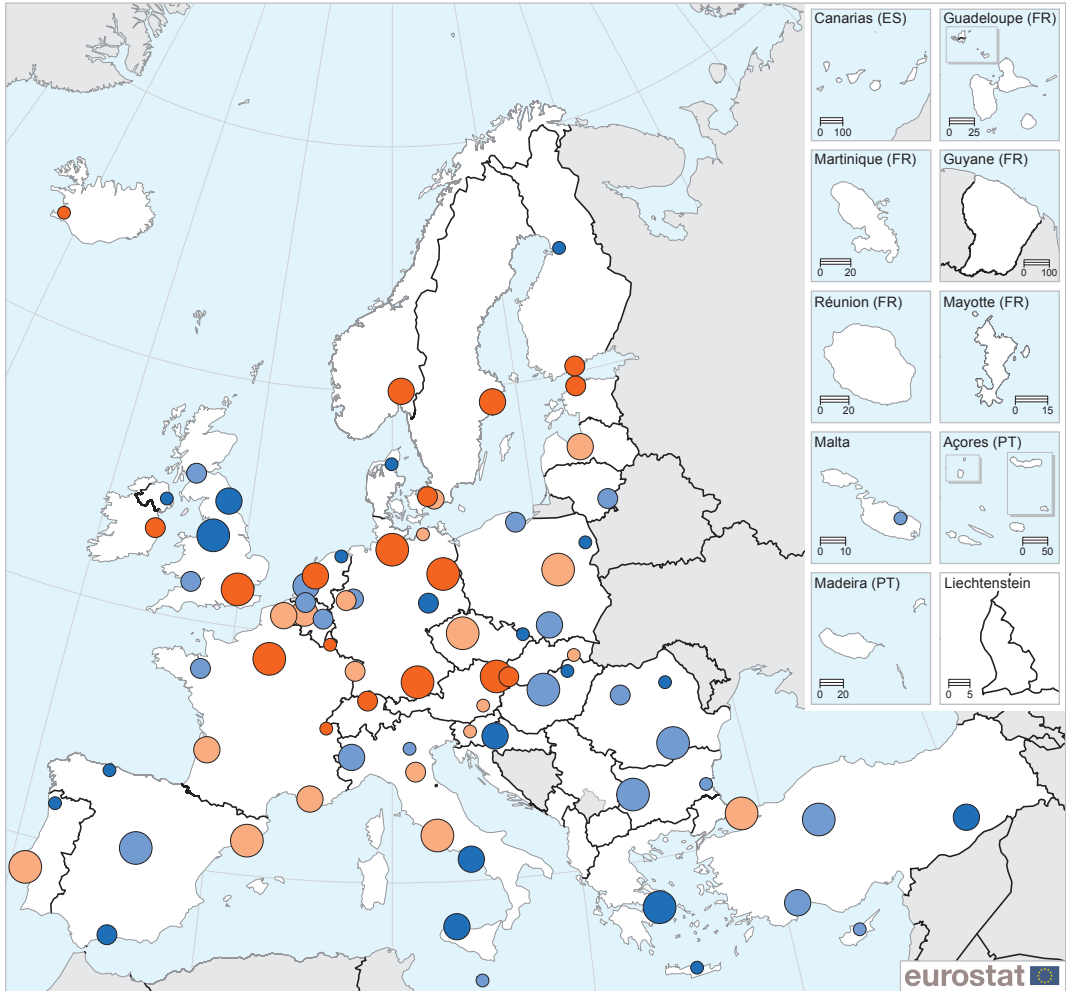 Canarias (ES)
0 100
Guadeloupe (FR)
0 25
Martinique (FR)
0 20
Guyane (FR)
0 100
Réunion (FR)
0 20
Mayotte (FR)
0 15
Malta
0 10
Açores (PT)
0 50
Madeira (PT)
0 20
Liechtenstein
0 5
eurostat